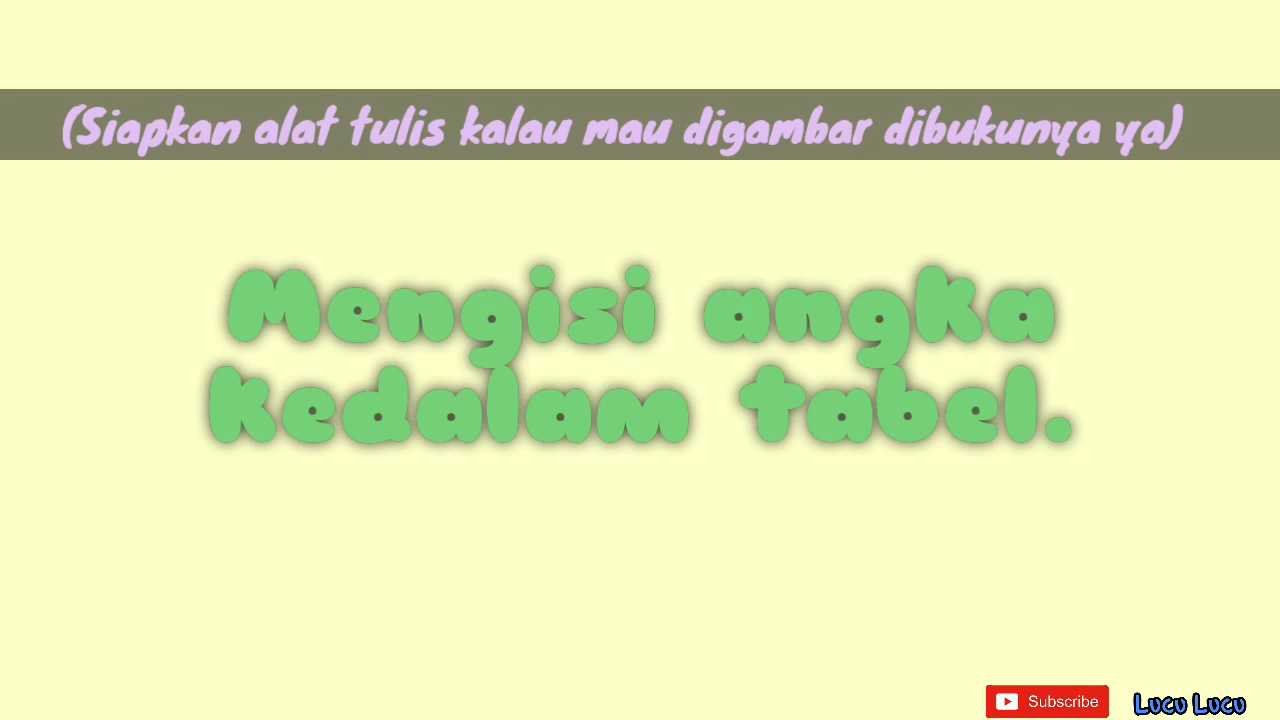 (Siapkan alat tulis kalau mau digambar dibukunya ya)
Mengisi angka
kedalam tabel.
Subscribe
Lucu Lucu